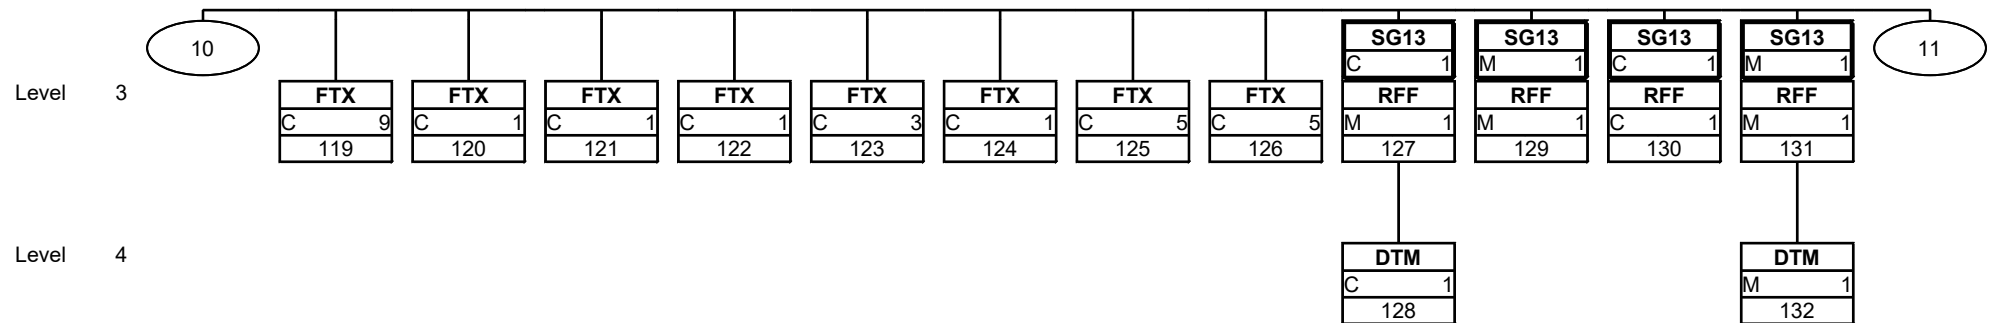 10 SG13 SG13 SG13 SG13 11
C 1 M 1 C 1 M 1
Level 3 FTX FTX FTX FTX FTX FTX FTX FTX RFF RFF RFF RFF
C 9 C 1 C 1 C 1 C 3 C 1 C 5 C 5 M 1 M 1 C 1 M 1
119 120 121 122 123 124 125 126 127 129 130 131
Level 4 DTM DTM
C 1 M 1
128 132